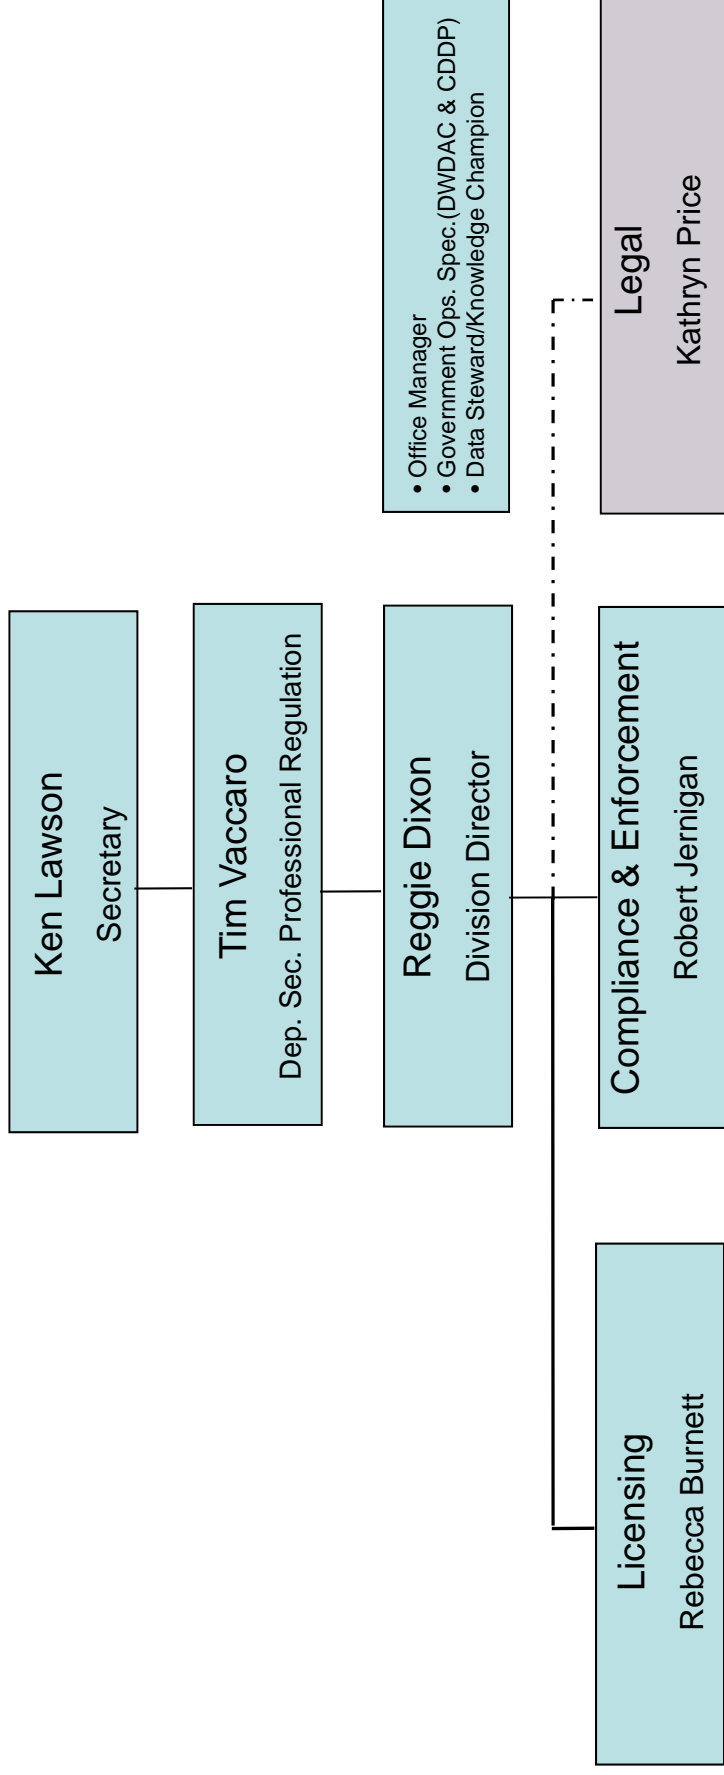 Ken Lawson
Secretary
Tim Vaccaro
Dep. Sec. Professional Regulation
Reggie Dixon
Division Director
• Office Manager
• Government Ops. Spec.(DWDAC & CDDP)
• Data Steward/Knowledge Champion
Licensing
Rebecca Burnett
Compliance & Enforcement
Robert Jernigan
Legal
Kathryn Price